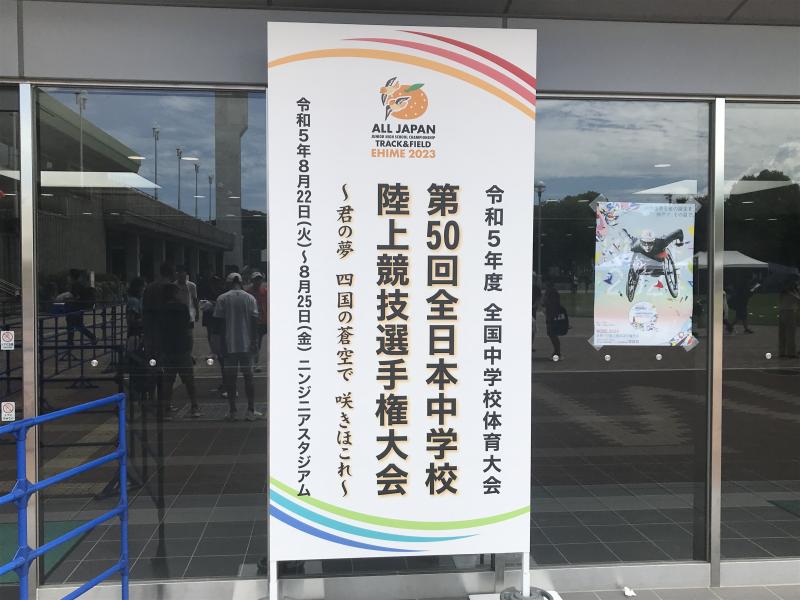 ALL JAPAN
JUNIOR HIGH SCHOOL CHAMPIONSHIP
TRACK&FIELD
EHIME 2023
令和5年度 全国中学校体育大会
第50回全日本中学校
陸上競技選手権大会
～君の夢 四国の蒼空で 咲きほこれ～
令和5年8月22日(火)～8月25日(金) ニンジニアスタジアム